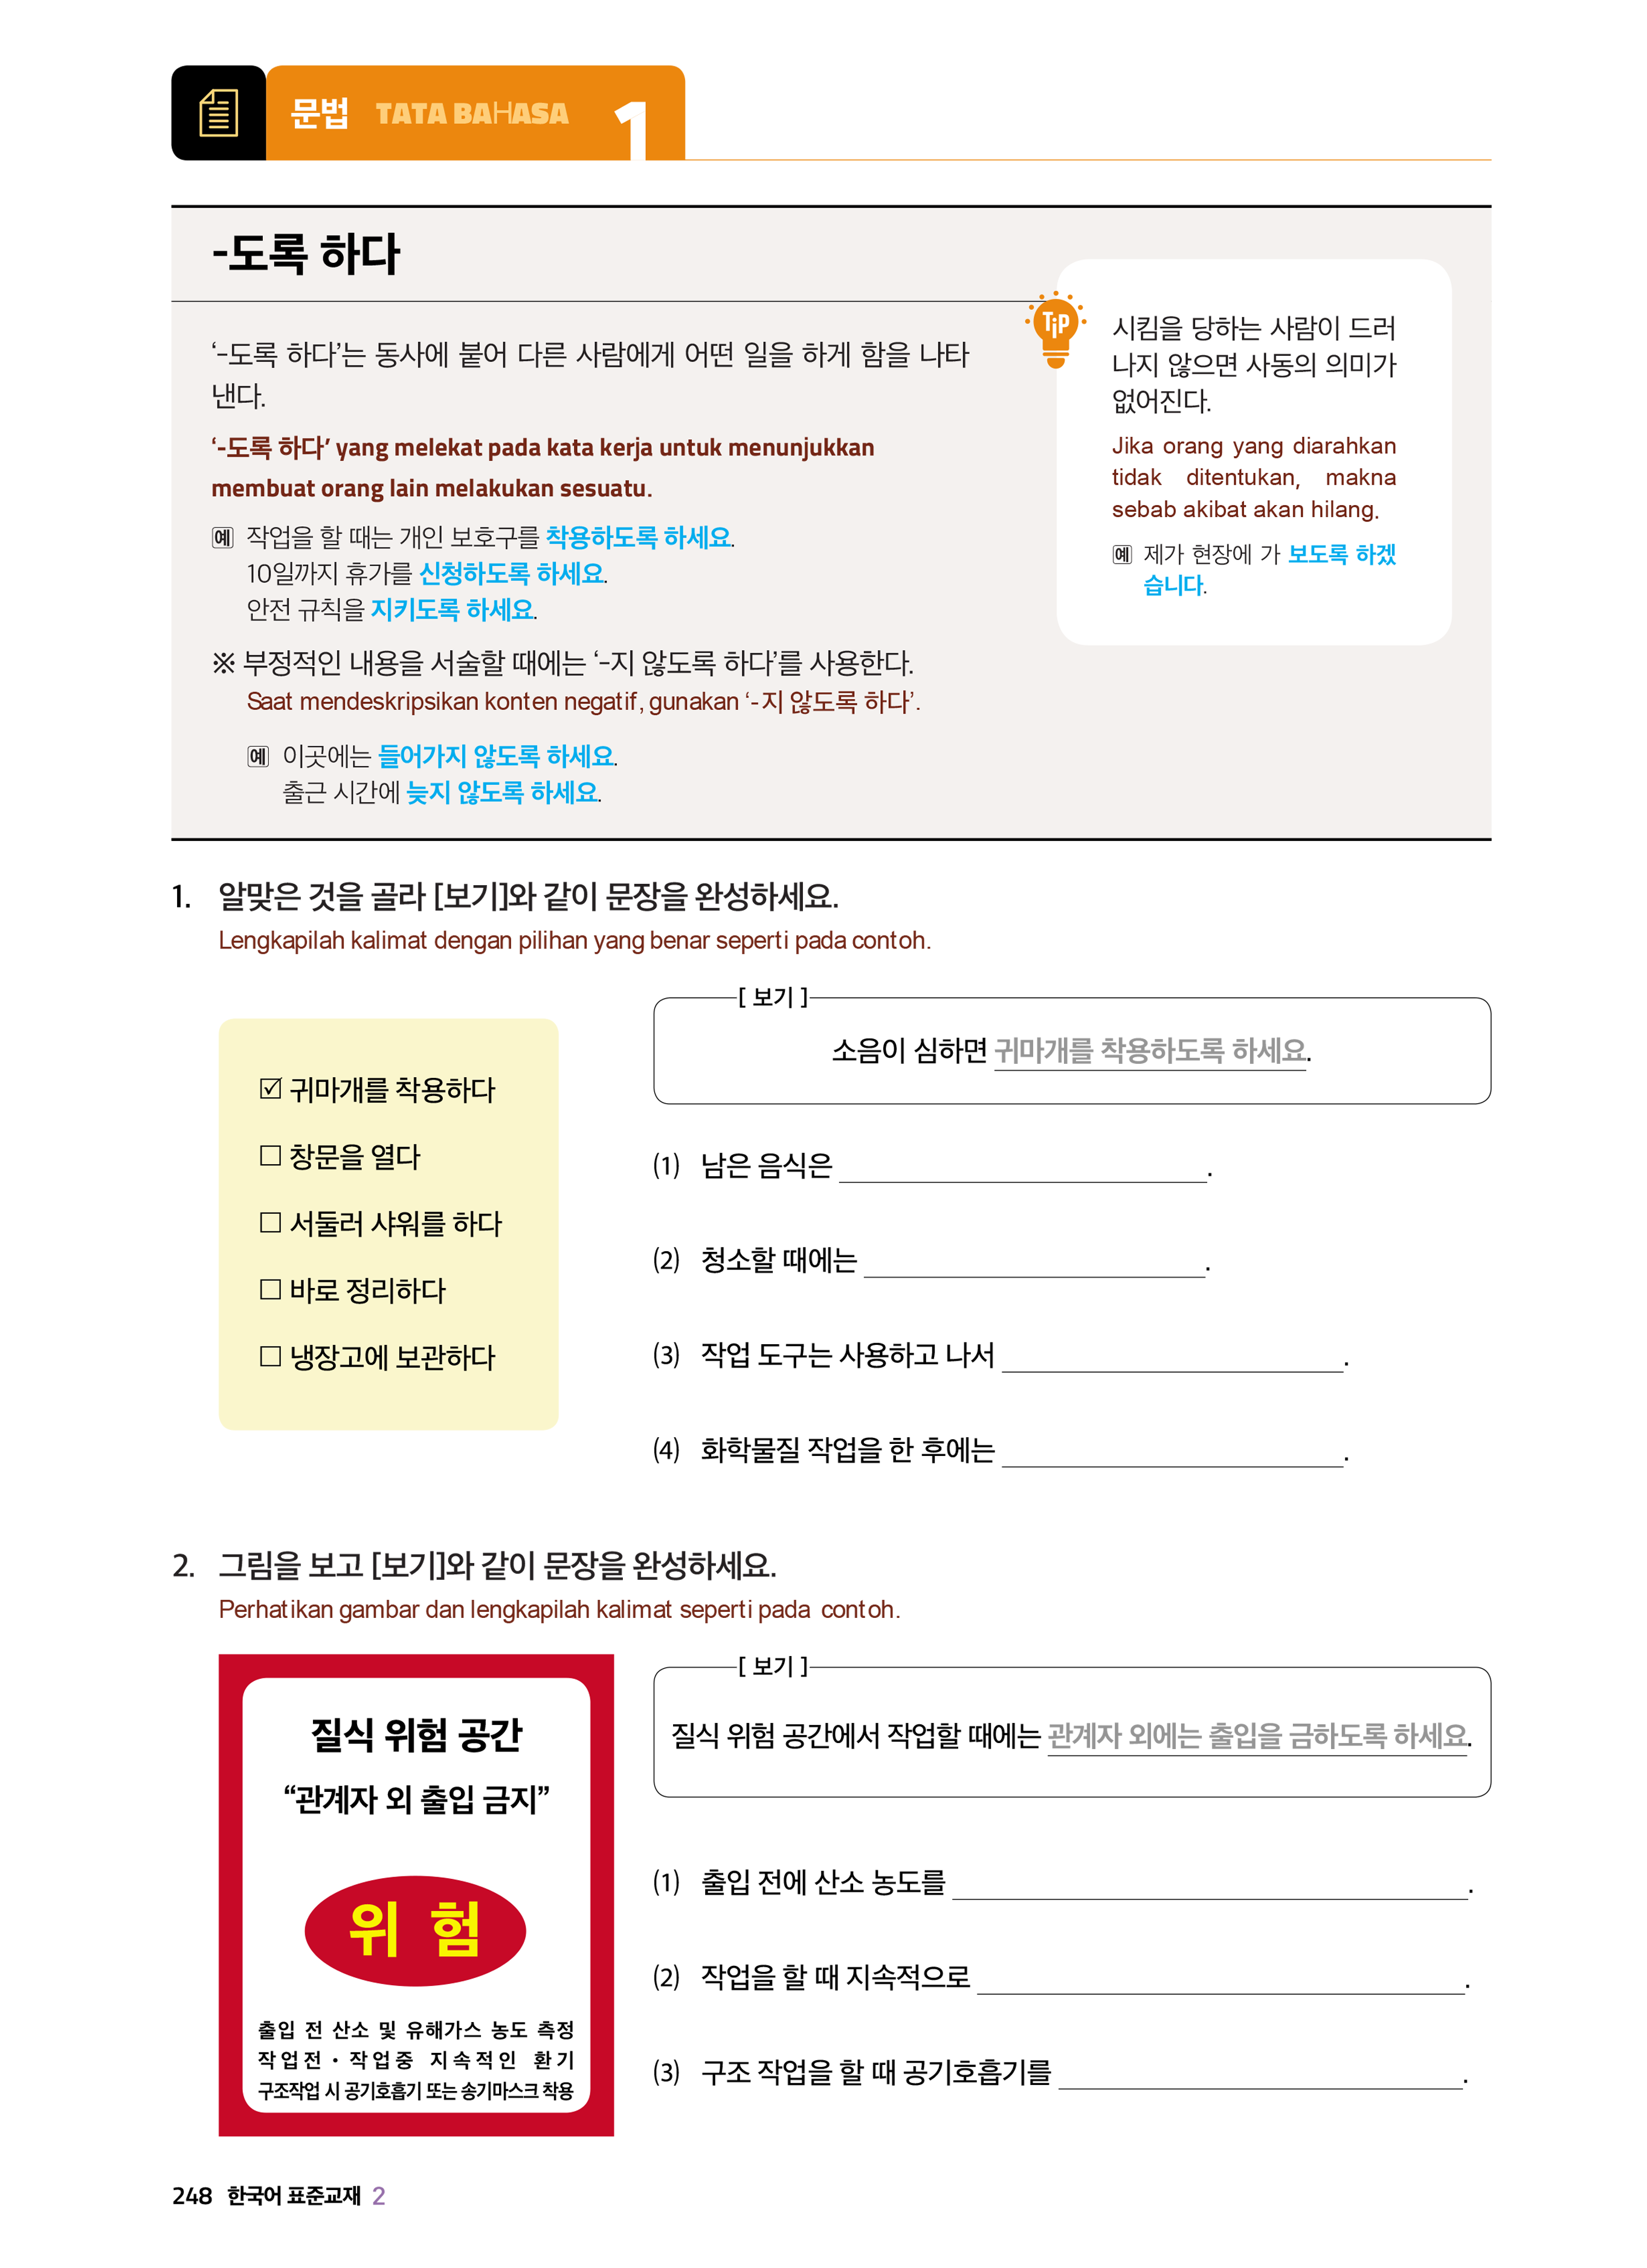 문법 TATA BAHASA 1
-도록 하다
‘-도록 하다’는 동사에 붙어 다른 사람에게 어떤 일을 하게 함을 나타
낸다.
‘-도록 하다’ yang melekat pada kata kerja untuk menunjukkan
membuat orang lain melakukan sesuatu.
예 작업을 할 때는 개인 보호구를 착용하도록 하세요.
10일까지 휴가를 신청하도록 하세요.
안전 규칙을 지키도록 하세요.
※ 부정적인 내용을 서술할 때에는 ‘-지 않도록 하다’를 사용한다.
Saat mendeskripsikan konten negatif, gunakan ‘-지 않도록 하다’.
예 이곳에는 들어가지 않도록 하세요.
출근 시간에 늦지 않도록 하세요.
TiP
시킴을 당하는 사람이 드러
나지 않으면 사동의 의미가
없어진다.
Jika orang yang diarahkan
tidak ditentukan, makna
sebab akibat akan hilang.
예 제가 현장에 가 보도록 하겠
습니다.
1. 알맞은 것을 골라 [보기]와 같이 문장을 완성하세요.
Lengkapilah kalimat dengan pilihan yang benar seperti pada contoh.
☑ 귀마개를 착용하다
☐ 창문을 열다
☐ 서둘러 샤워를 하다
☐ 바로 정리하다
☐ 냉장고에 보관하다
[ 보기 ]
소음이 심하면 귀마개를 착용하도록 하세요.
(1) 남은 음식은 ____________________.
(2) 청소할 때에는 ____________________.
(3) 작업 도구는 사용하고 나서 ____________________.
(4) 화학물질 작업을 한 후에는 ____________________.
2. 그림을 보고 [보기]와 같이 문장을 완성하세요.
Perhatikan gambar dan lengkapilah kalimat seperti pada contoh.
질식 위험 공간
“관계자 외 출입 금지”
위 험
출입 전 산소 및 유해가스 농도 측정
작업전 · 작업중 지속적인 환기
구조작업 시 공기호흡기 또는 송기마스크 착용
[ 보기 ]
질식 위험 공간에서 작업할 때에는 관계자 외에는 출입을 금하도록 하세요.
(1) 출입 전에 산소 농도를 ____________________.
(2) 작업을 할 때 지속적으로 ____________________.
(3) 구조 작업을 할 때 공기호흡기를 ____________________.
248 한국어 표준교재 2